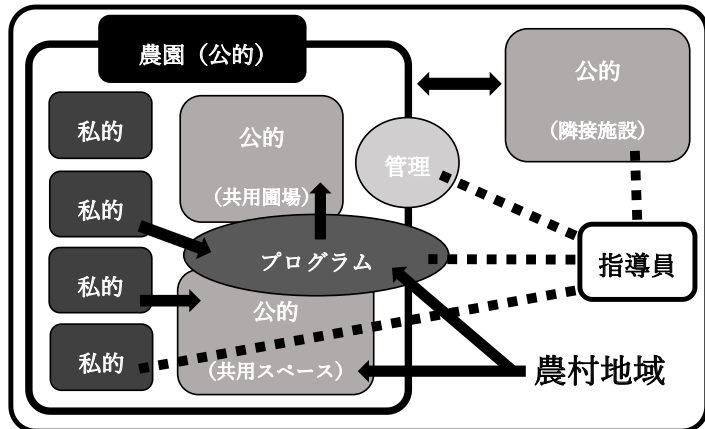 農園（公的）
公的
（隣接施設）
私的
公的
（共用圃場）
管理
私的
プログラム
指導員
私的
公的
（共用スペース）
私的
農村地域